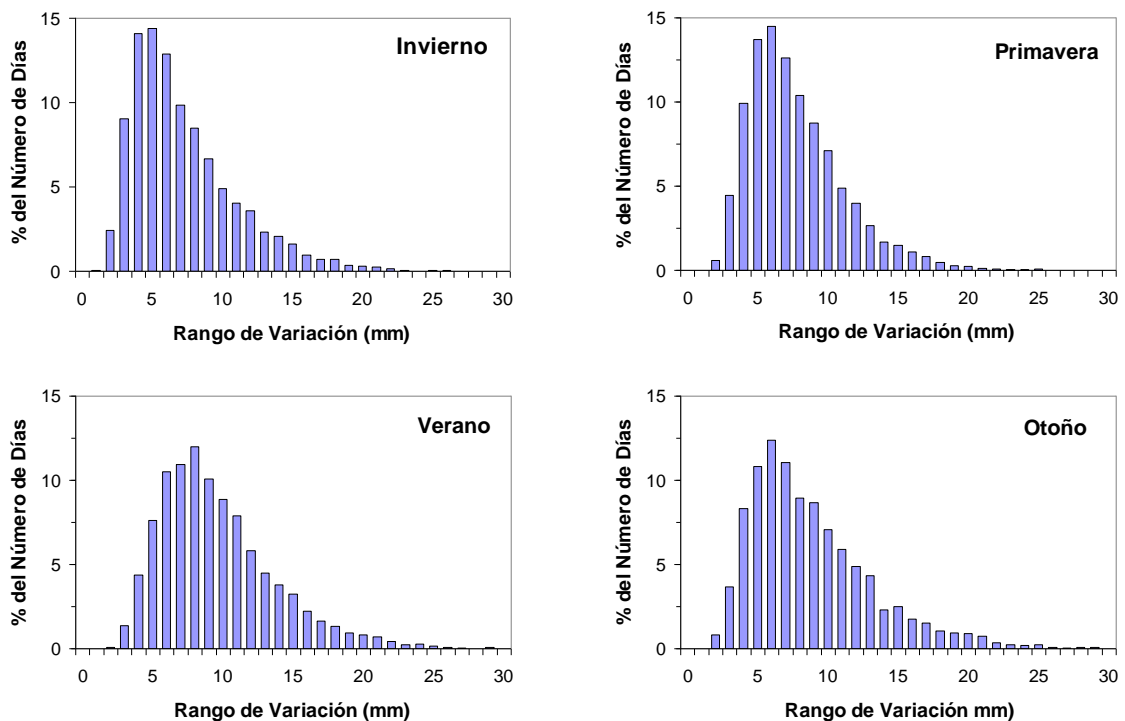 15
10
5
0
% del Número de Días
Invierno
0 5 10 15 20 25 30
Rango de Variación (mm)
15
10
5
0
% del Número de Días
Primavera
0 5 10 15 20 25 30
Rango de Variación (mm)
15
10
5
0
% del Número de Días
Verano
0 5 10 15 20 25 30
Rango de Variación (mm)
15
10
5
0
% del Número de Días
Otoño
0 5 10 15 20 25 30
Rango de Variación mm)